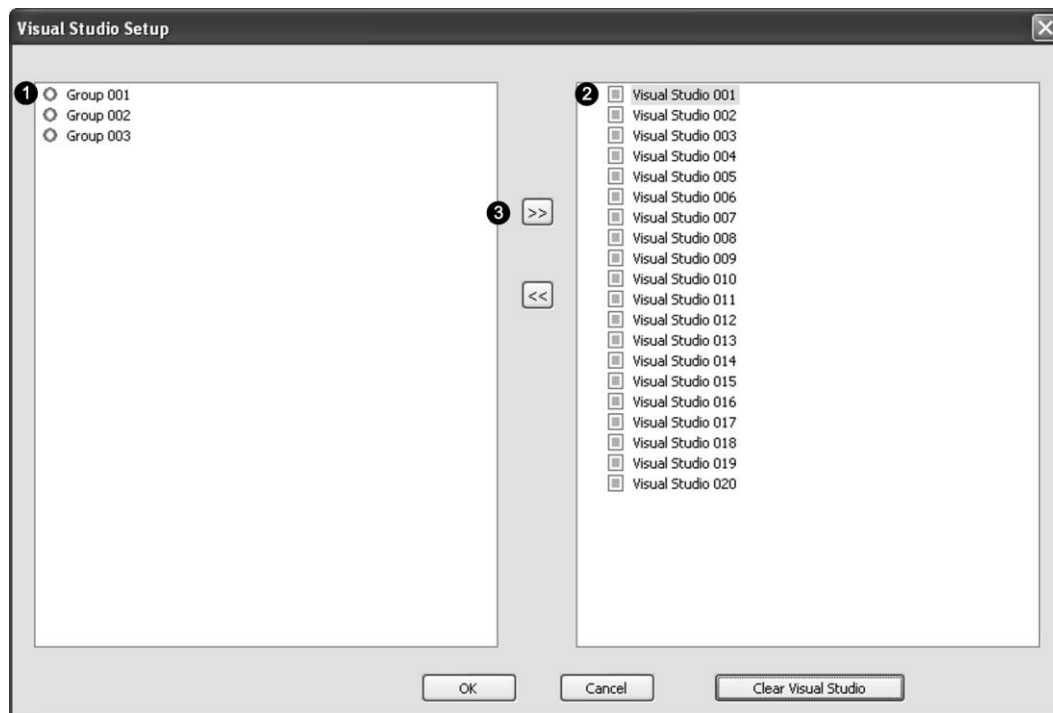 Visual Studio Setup
1
Group 001
Group 002
Group 003
3
>>
<<
2
Visual Studio 001
Visual Studio 002
Visual Studio 003
Visual Studio 004
Visual Studio 005
Visual Studio 006
Visual Studio 007
Visual Studio 008
Visual Studio 009
Visual Studio 010
Visual Studio 011
Visual Studio 012
Visual Studio 013
Visual Studio 014
Visual Studio 015
Visual Studio 016
Visual Studio 017
Visual Studio 018
Visual Studio 019
Visual Studio 020
OK
Cancel
Clear Visual Studio